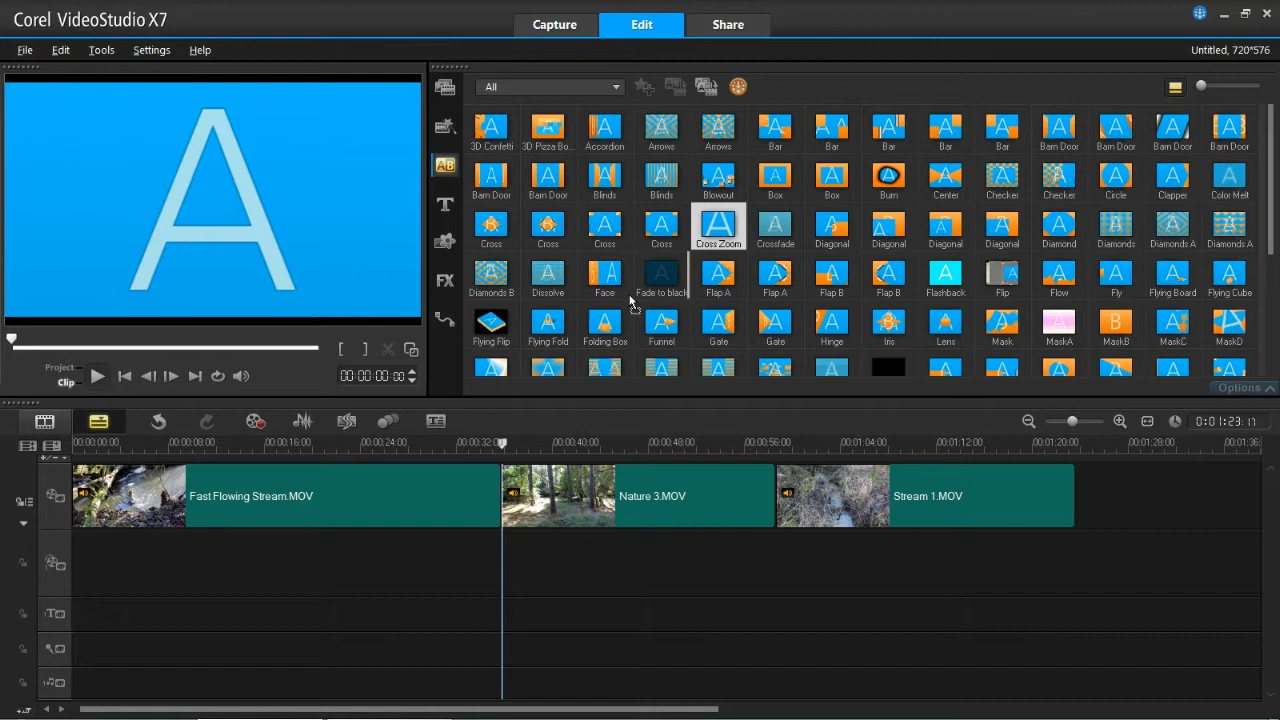 Corel VideoStudio X7
Capture
Edit
Share
File Edit Tools Settings Help
Untitled, 720*576
A
Project
Clip
00:00:00:00
All
AB
T
FX
3D Confetti 3D Pizza Bo... Accordion Arrows Arrows Bar Bar Bar Bar Bar Barn Door Barn Door Barn Door Barn Door
Barn Door Barn Door Blinds Blinds Blowout Box Box Burn Center Checker Checker Circle Clapper Color Melt
Cross Cross Cross Cross Cross Zoom Crossfade Diagonal Diagonal Diagonal Diagonal Diamond Diamonds Diamonds A Diamonds A
Diamonds B Dissolve Face Fade to black Flap A Flap A Flap B Flap B Flashback Flip Flow Fly Flying Board Flying Cube
Flying Flip Flying Fold Folding Box Funnel Gate Gate Hinge Iris Lens Mask MaskA MaskB MaskC MaskD
Options
0:01:23:11
00:00:00:00 00:00:08:00 00:00:16:00 00:00:24:00 00:00:32:0 00:00:40:00 00:00:48:00 00:00:56:00 00:01:04:00 00:01:12:00 00:01:20:00 00:01:28:00 00:01:36:
Fast Flowing Stream.MOV
Nature 3.MOV
Stream 1.MOV